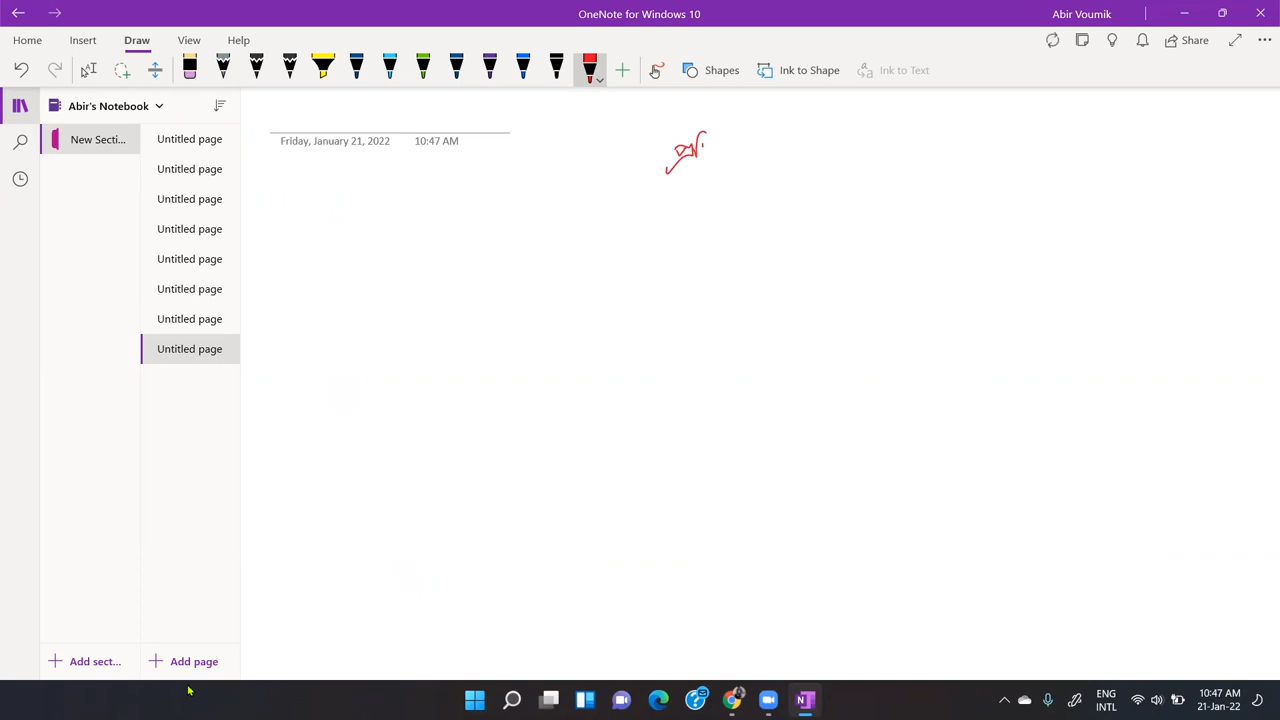 OneNote for Windows 10
Abir Voumik
Home
Insert
Draw
View
Help
Share
Shapes
Ink to Shape
Ink to Text
Abir's Notebook
New Secti...
Untitled page
Untitled page
Untitled page
Untitled page
Untitled page
Untitled page
Untitled page
Untitled page
Friday, January 21, 2022
10:47 AM
Add sect...
Add page
ENG
INTL
10:47 AM
21-Jan-22